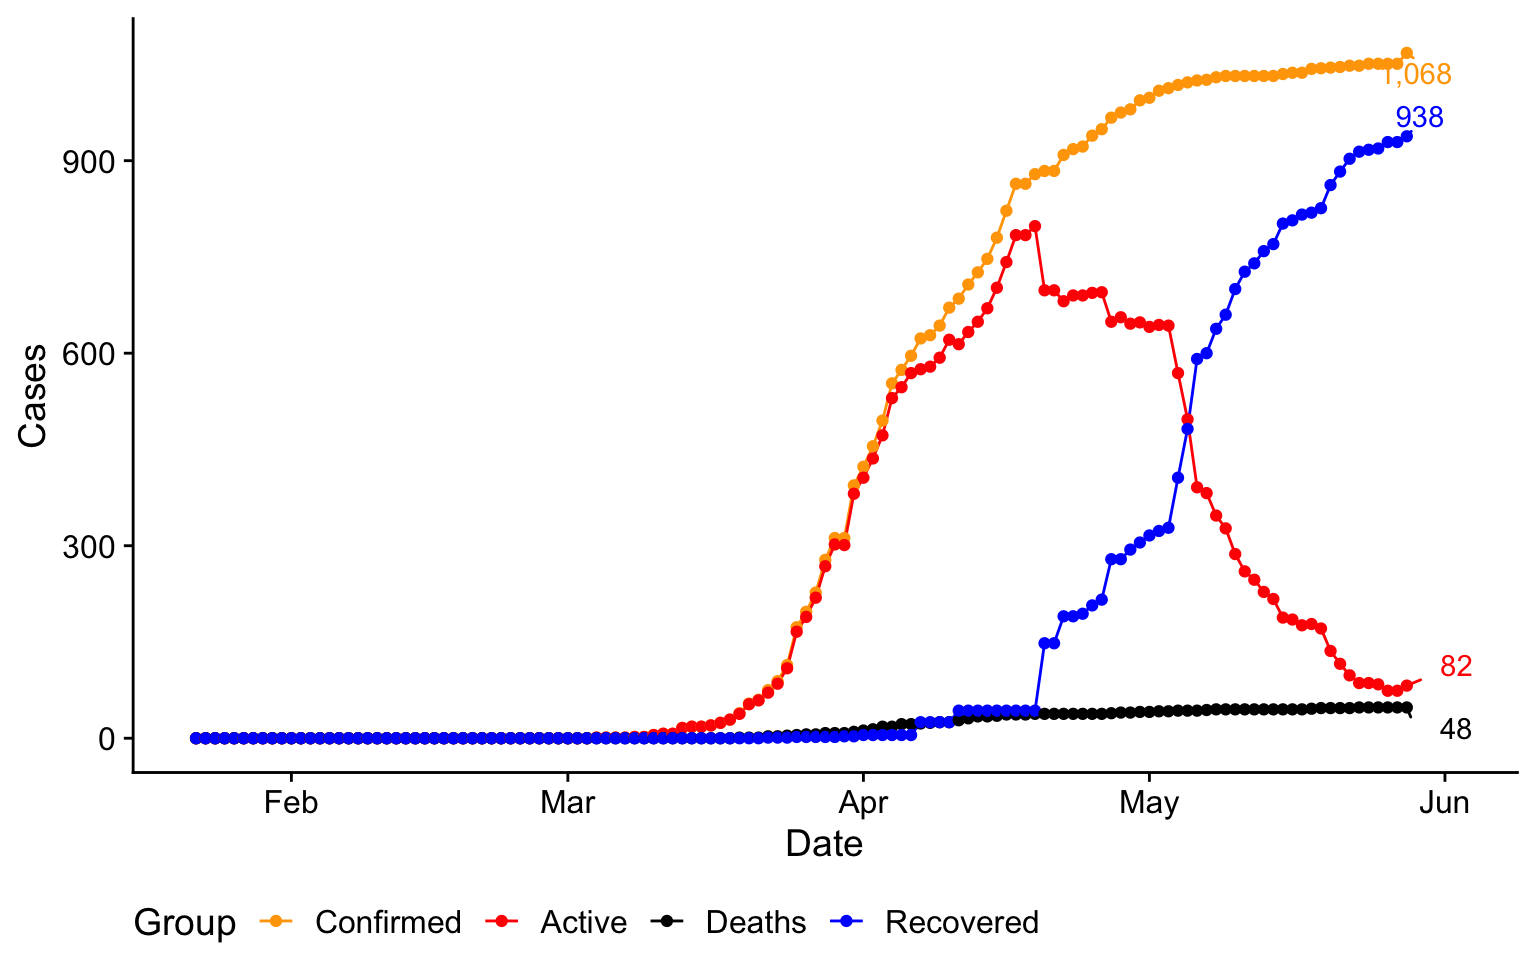 1,068
938
900
600
300
0
Cases
82
48
Feb Mar Apr May Jun
Date
Group Confirmed Active Deaths Recovered